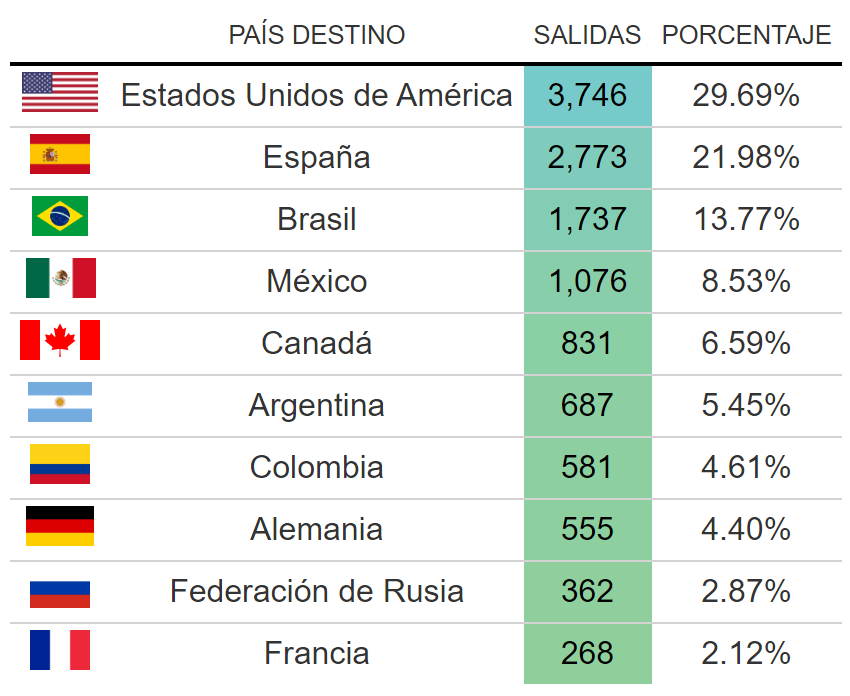 PAÍS DESTINO SALIDAS PORCENTAJE
Estados Unidos de América 3,746 29.69%
España 2,773 21.98%
Brasil 1,737 13.77%
México 1,076 8.53%
Canadá 831 6.59%
Argentina 687 5.45%
Colombia 581 4.61%
Alemania 555 4.40%
Federación de Rusia 362 2.87%
Francia 268 2.12%